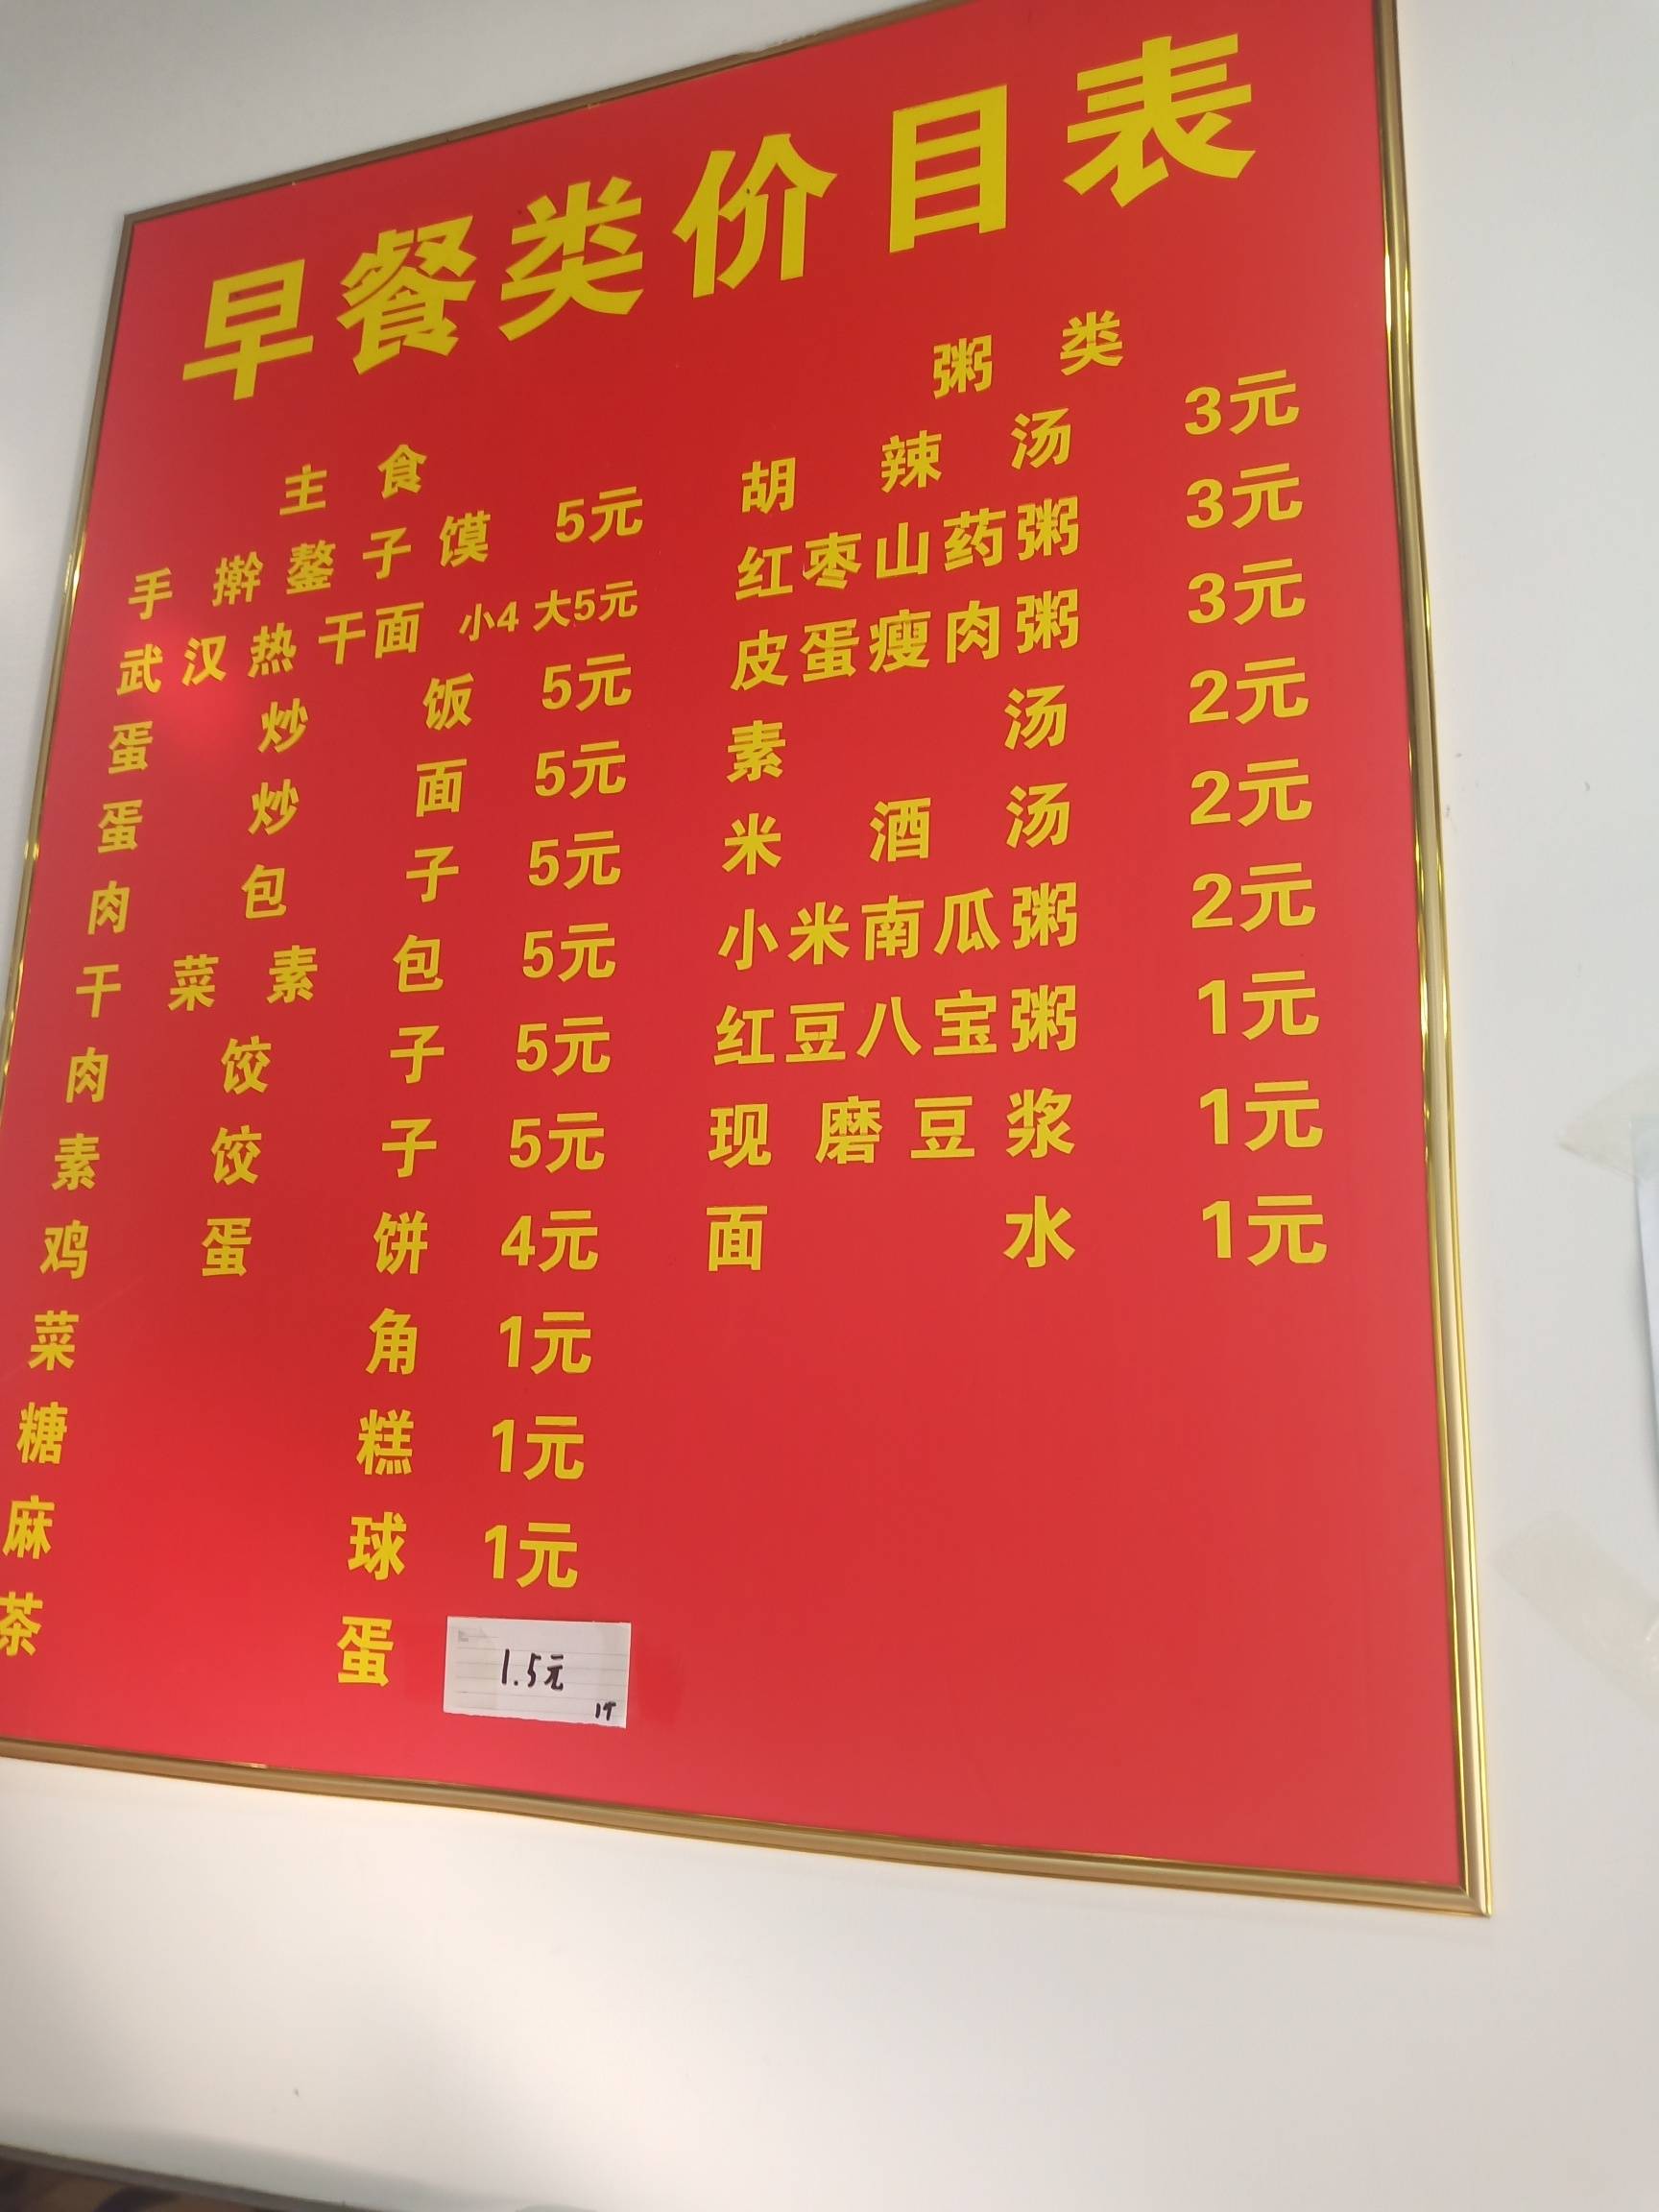 早餐类价目表
主食
手擀鏊子馍 5元
武汉热干面 小4 大5元
蛋炒饭 5元
蛋炒面 5元
肉包子 5元
干菜素包 5元
肉饺子 5元
素饺子 5元
鸡蛋饼 4元
菜角 1元
糖糕 1元
麻球 1元
茶蛋 1.5元
粥类
胡辣汤 3元
红枣山药粥 3元
皮蛋瘦肉粥 3元
素汤 2元
米酒汤 2元
小米南瓜粥 2元
红豆八宝粥 1元
现磨豆浆 1元
面水 1元